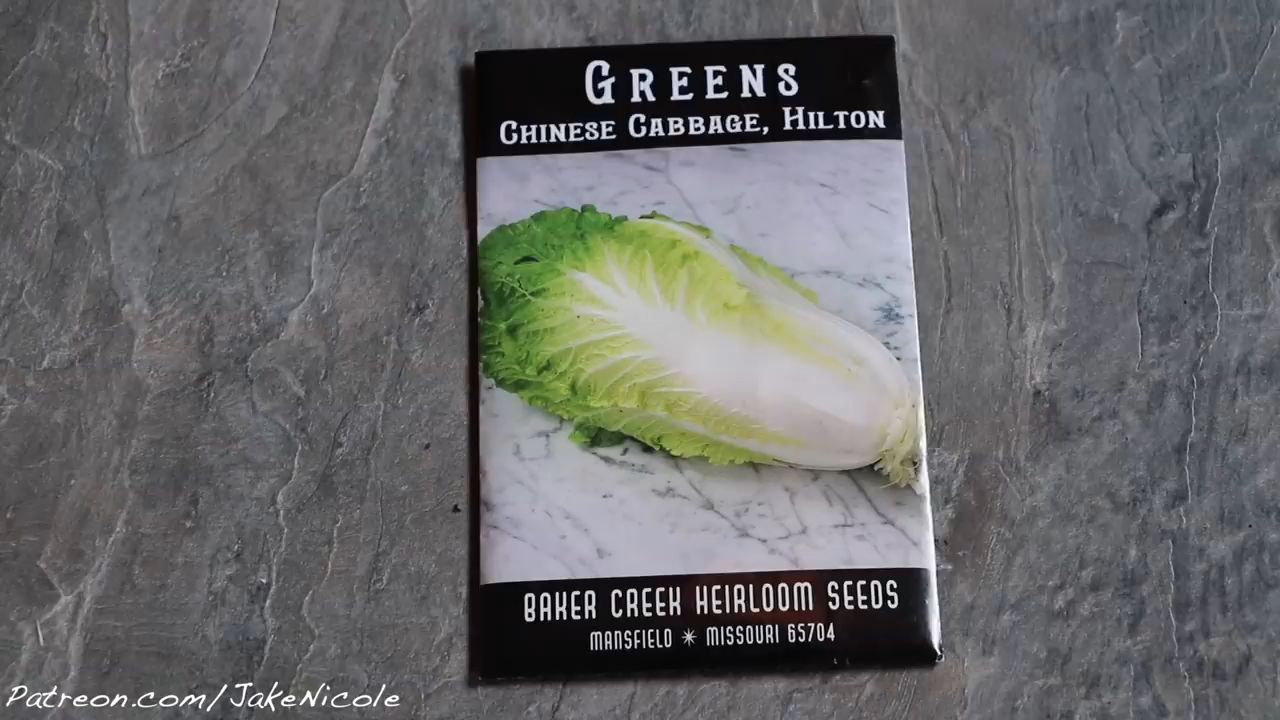 GREENS
CHINESE CABBAGE, HILTON
BAKER CREEK HEIRLOOM SEEDS
MANSFIELD ✴ MISSOURI 65704
Patreon.com/JakeNicole